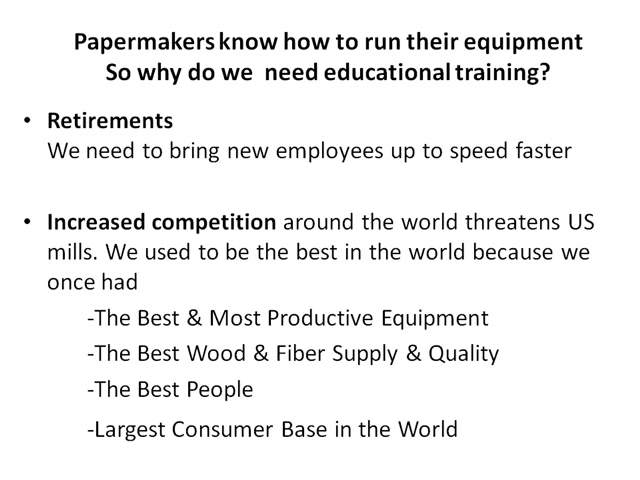 Papermakers know how to run their equipment
So why do we need educational training?
• Retirements
We need to bring new employees up to speed faster
• Increased competition around the world threatens US
mills. We used to be the best in the world because we
once had
-The Best & Most Productive Equipment
-The Best Wood & Fiber Supply & Quality
-The Best People
-Largest Consumer Base in the World